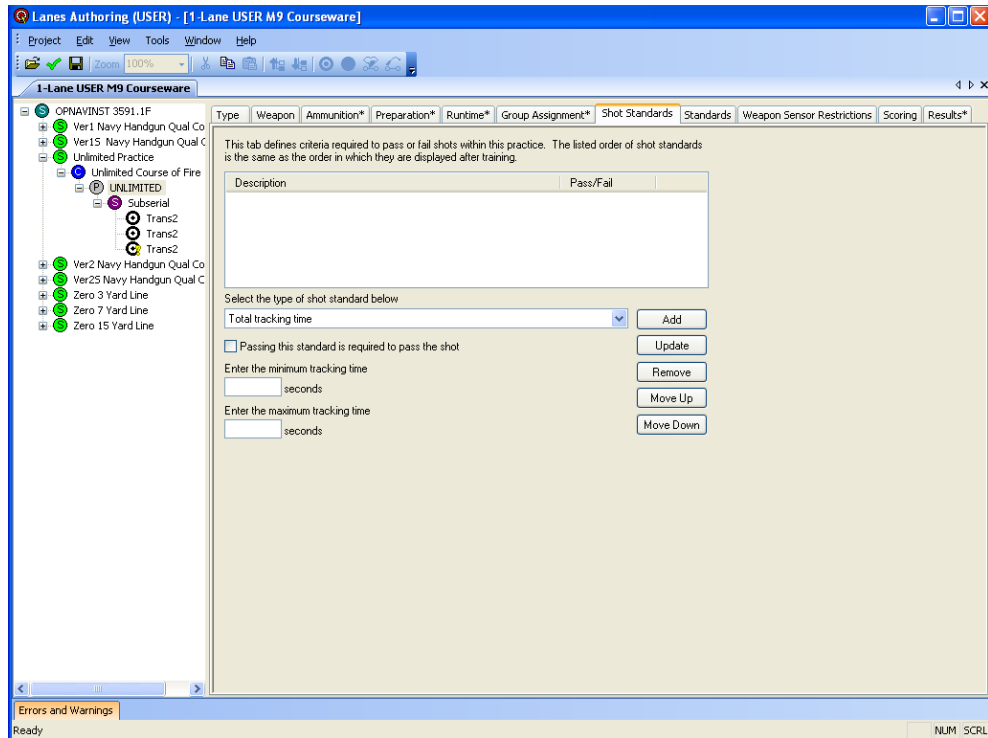 Lanes Authoring (USER) - [1-Lane USER M9 Courseware]
Project Edit View Tools Window Help
Zoom 100%
1-Lane USER M9 Courseware
OPNAVINST 3591.1F
Ver1 Navy Handgun Qual Co
Ver1S Navy Handgun Qual C
Unlimited Practice
Unlimited Course of Fire
UNLIMITED
Subserial
Trans2
Trans2
Trans2
Ver2 Navy Handgun Qual Co
Ver2S Navy Handgun Qual C
Zero 3 Yard Line
Zero 7 Yard Line
Zero 15 Yard Line
Type Weapon Ammunition* Preparation* Runtime* Group Assignment* Shot Standards Standards Weapon Sensor Restrictions Scoring Results*
This tab defines criteria required to pass or fail shots within this practice. The listed order of shot standards
is the same as the order in which they are displayed after training.
Description Pass/Fail
Select the type of shot standard below
Total tracking time Add
Passing this standard is required to pass the shot Update
Enter the minimum tracking time Remove
seconds
Move Up
Enter the maximum tracking time
seconds Move Down
Errors and Warnings
Ready NUM SCRL